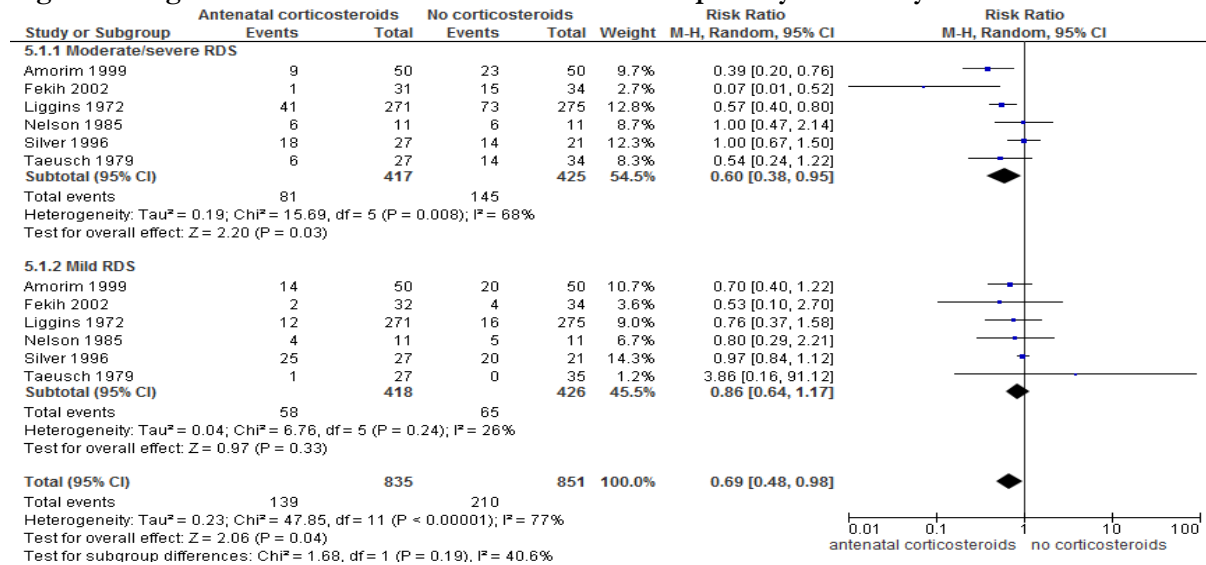 Antenatal corticosteroids No corticosteroids Risk Ratio Risk Ratio
Study or Subgroup Events Total Events Total Weight M-H, Random, 95% CI M-H, Random, 95% CI
5.1.1 Moderate/severe RDS
Amorim 1999 9 50 23 50 9.7% 0.39 [0.20, 0.76]
Fekih 2002 1 31 15 34 2.7% 0.07 [0.01, 0.52]
Liggins 1972 41 271 73 275 12.8% 0.57 [0.40, 0.80]
Nelson 1985 6 11 6 11 8.7% 1.00 [0.47, 2.14]
Silver 1996 18 27 14 21 12.3% 1.00 [0.67, 1.50]
Taeusch 1979 6 27 14 34 8.3% 0.54 [0.24, 1.22]
Subtotal (95% CI) 417 425 54.5% 0.60 [0.38, 0.95]
Total events 81 145
Heterogeneity: Tau² = 0.19; Chi² = 15.69, df = 5 (P = 0.008); I² = 68%
Test for overall effect: Z = 2.20 (P = 0.03)
5.1.2 Mild RDS
Amorim 1999 14 50 20 50 10.7% 0.70 [0.40, 1.22]
Fekih 2002 2 32 4 34 3.6% 0.53 [0.10, 2.70]
Liggins 1972 12 271 16 275 9.0% 0.76 [0.37, 1.58]
Nelson 1985 4 11 5 11 6.7% 0.80 [0.29, 2.21]
Silver 1996 25 27 20 21 14.3% 0.97 [0.84, 1.12]
Taeusch 1979 1 27 0 35 1.2% 3.86 [0.16, 91.12]
Subtotal (95% CI) 418 426 45.5% 0.86 [0.64, 1.17]
Total events 58 65
Heterogeneity: Tau² = 0.04; Chi² = 6.76, df = 5 (P = 0.24); I² = 26%
Test for overall effect: Z = 0.97 (P = 0.33)
Total (95% CI) 835 851 100.0% 0.69 [0.48, 0.98]
Total events 139 210
Heterogeneity: Tau² = 0.23; Chi² = 47.85, df = 11 (P < 0.00001); I² = 77%
Test for overall effect: Z = 2.06 (P = 0.04)
Test for subgroup differences: Chi² = 1.68, df = 1 (P = 0.19), I² = 40.6%
0.01 0.1 1 10 100
antenatal corticosteroids no corticosteroids